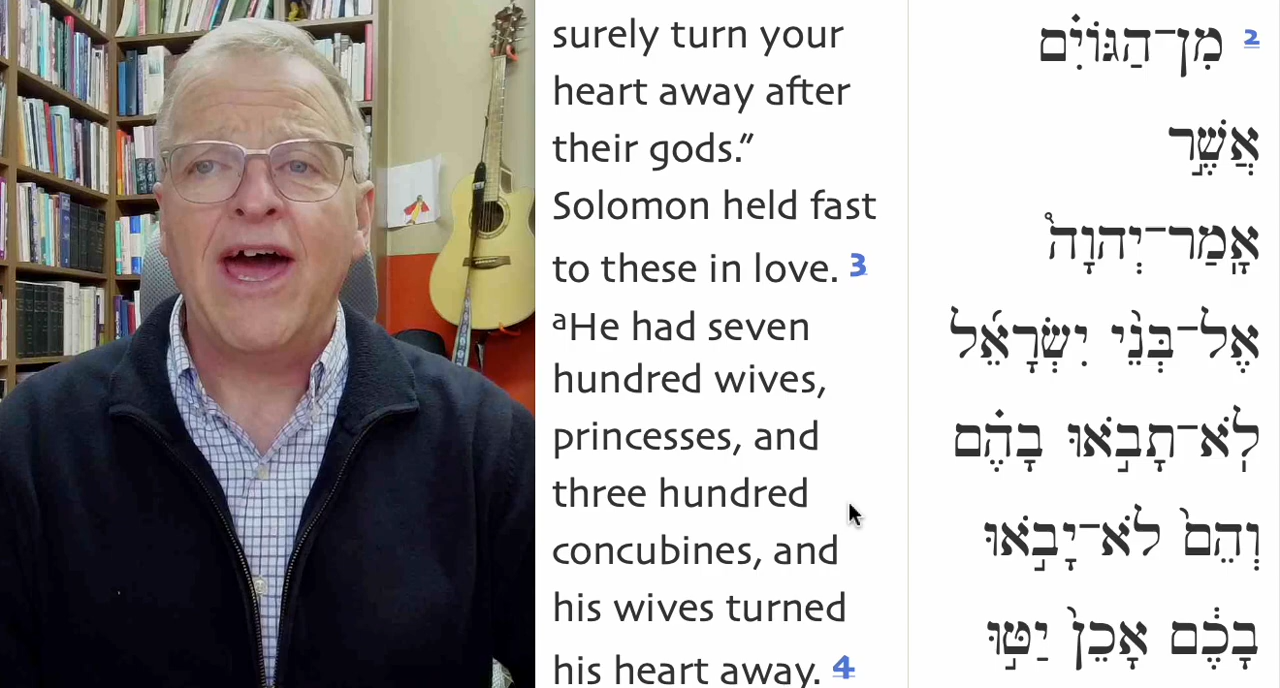 surely turn your
heart away after
their gods.”
Solomon held fast
to these in love. 3
aHe had seven
hundred wives,
princesses, and
three hundred
concubines, and
his wives turned
his heart away. 4
2 מִן־הַגּוֹיִ֗ם
אֲשֶׁ֣ר
אָֽמַר־יְהוָה֩
אֶל־בְּנֵ֨י יִשְׂרָאֵ֜ל
לֹֽא־תָבֹ֣אוּ בָהֶ֗ם
וְהֵם֙ לֹא־יָבֹ֣אוּ
בָכֶ֔ם אָכֵן֙ יַטּ֣וּ